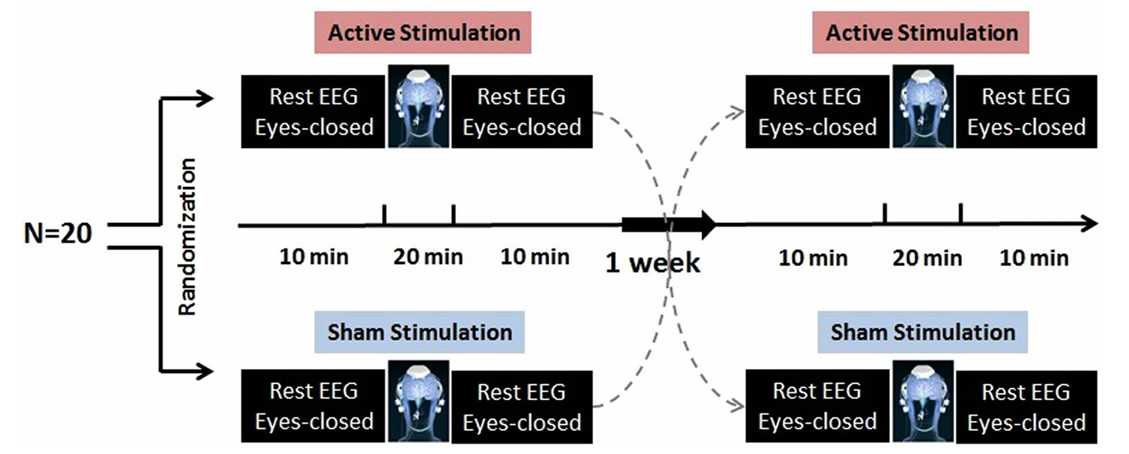 Active Stimulation
Active Stimulation
Rest EEG
Eyes-closed
Rest EEG
Eyes-closed
Rest EEG
Eyes-closed
Rest EEG
Eyes-closed
N=20
Randomization
10 min
20 min
10 min
1 week
10 min
20 min
10 min
Sham Stimulation
Sham Stimulation
Rest EEG
Eyes-closed
Rest EEG
Eyes-closed
Rest EEG
Eyes-closed
Rest EEG
Eyes-closed